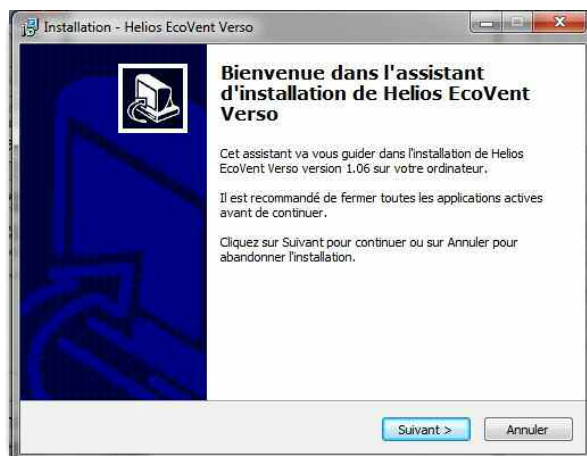 Installation - Helios EcoVent Verso
Bienvenue dans l'assistant
d'installation de Helios EcoVent
Verso
Cet assistant va vous guider dans l'installation de Helios
EcoVent Verso version 1.06 sur votre ordinateur.
Il est recommandé de fermer toutes les applications actives
avant de continuer.
Cliquez sur Suivant pour continuer ou sur Annuler pour
abandonner l'installation.
Suivant >
Annuler